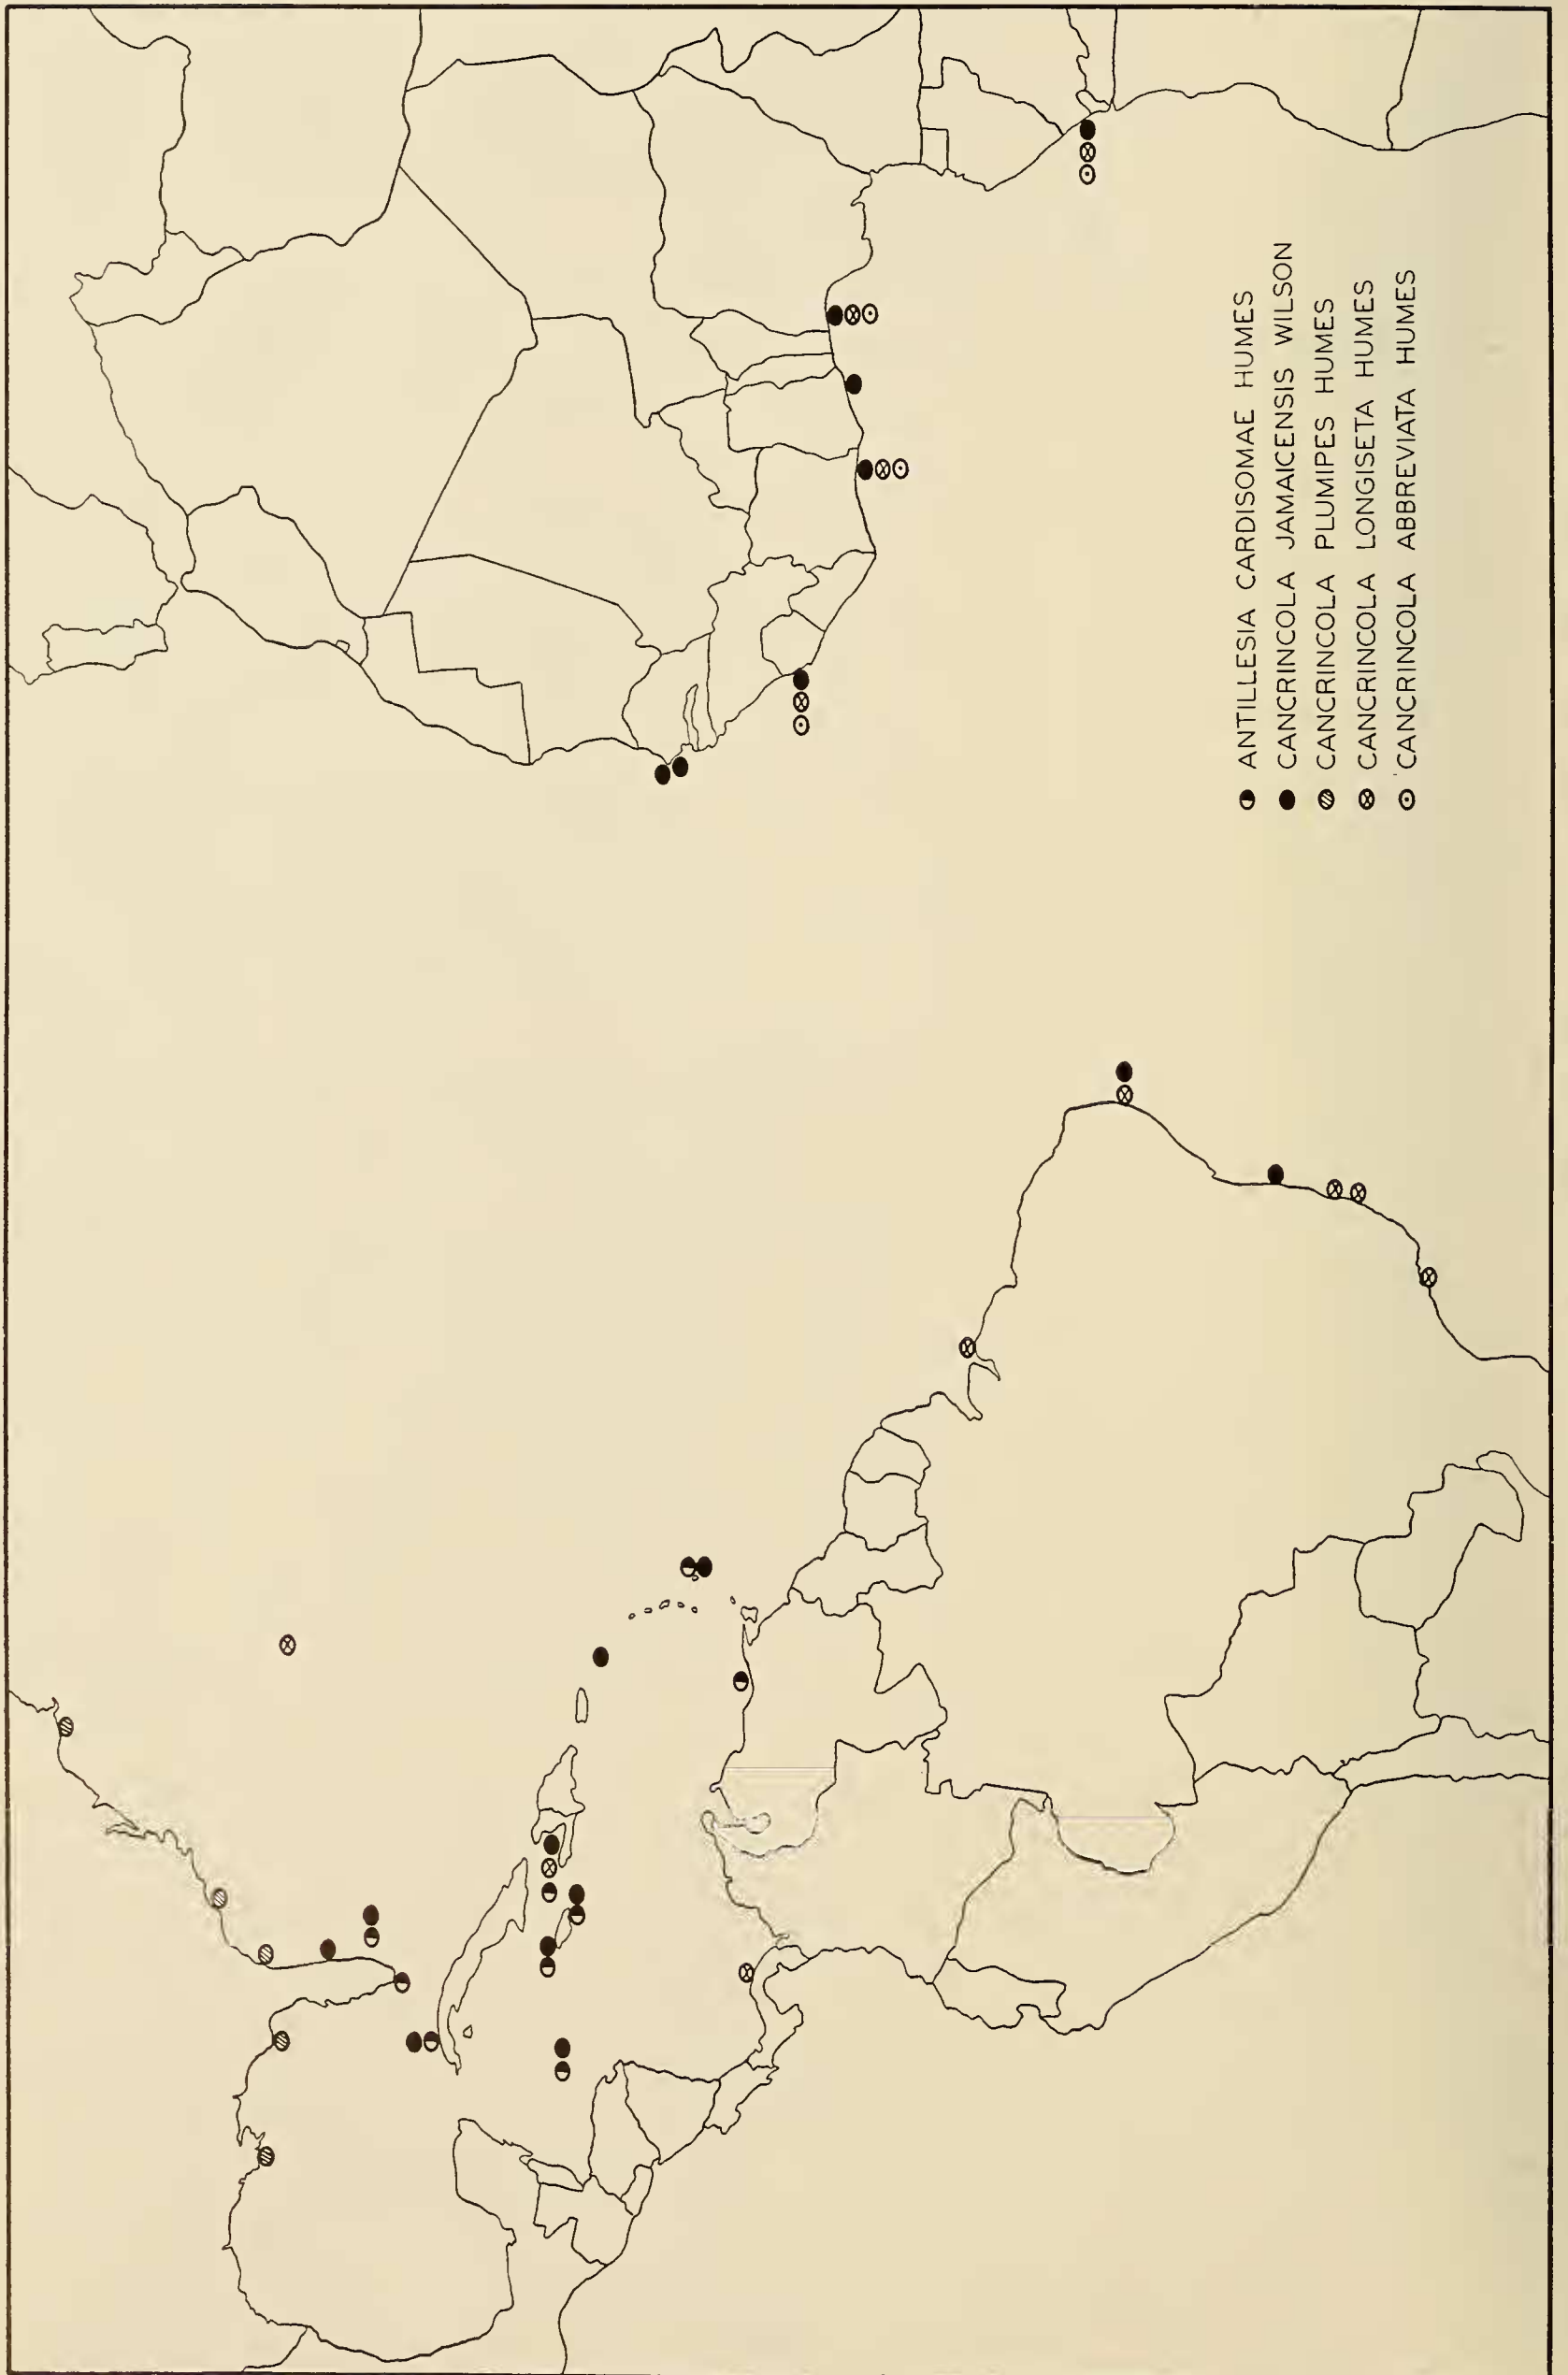 ANTILLESIA CARDISOMAE HUMES
CANCRINCOLA JAMAICENSIS WILSON
CANCRINCOLA PLUMIPES HUMES
CANCRINCOLA LONGISETA HUMES
CANCRINCOLA ABBREVIATA HUMES